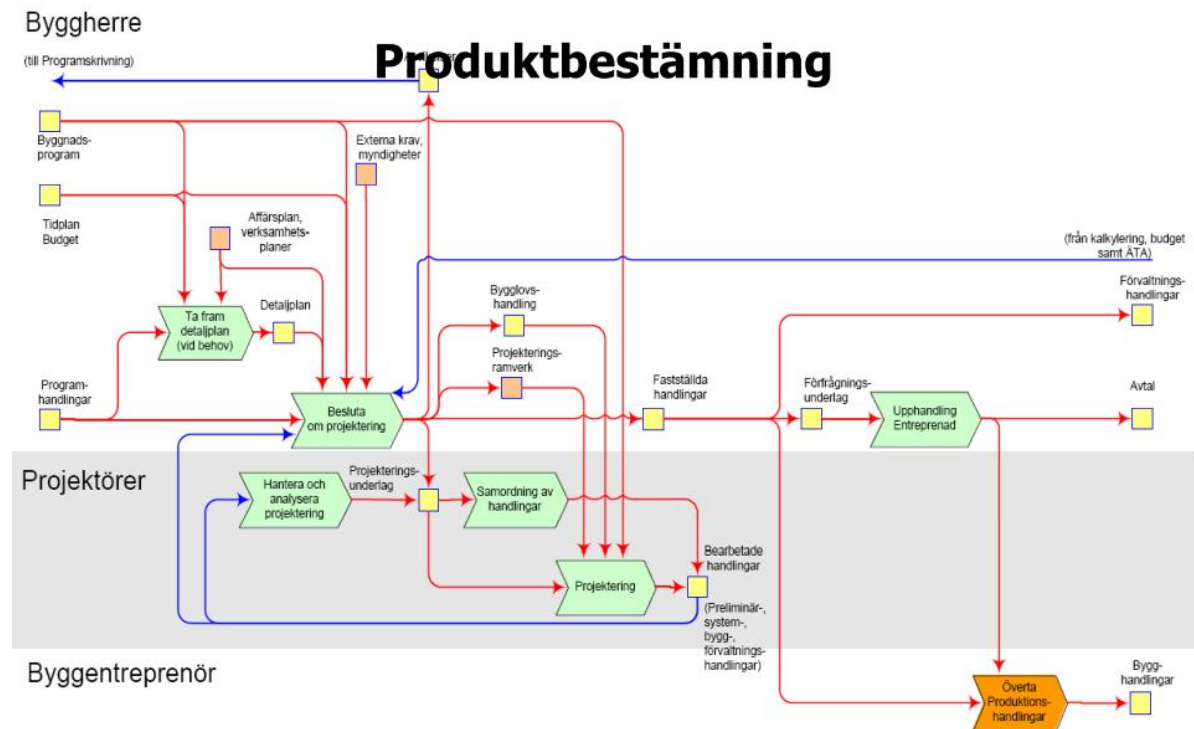 Byggherre
Produktbestämning
(till Programskrivning)
Byggnads-
program
Externa krav,
myndigheter
Tidplan
Budget
Affärsplan,
verksamhets-
planer
(från kalkylering, budget
samt ÄTA)
Ta fram
detaljplan
(vid behov)
Detaljplan
Bygglovs-
handling
Förvaltnings-
handlingar
Projekterings-
ramverk
Program-
handlingar
Besluta
om projektering
Fastställda
handlingar
Förfrågnings-
underlag
Upphandling
Entreprenad
Avtal
Projektörer
Hantera och
analysera
projektering
Projekterings-
underlag
Samordning av
handlingar
Projektering
Bearbetade
handlingar
(Preliminär-,
system-,
bygg-,
förvaltnings-
handlingar)
Byggentreprenör
Överta
Produktions-
handlingar
Bygg-
handlingar